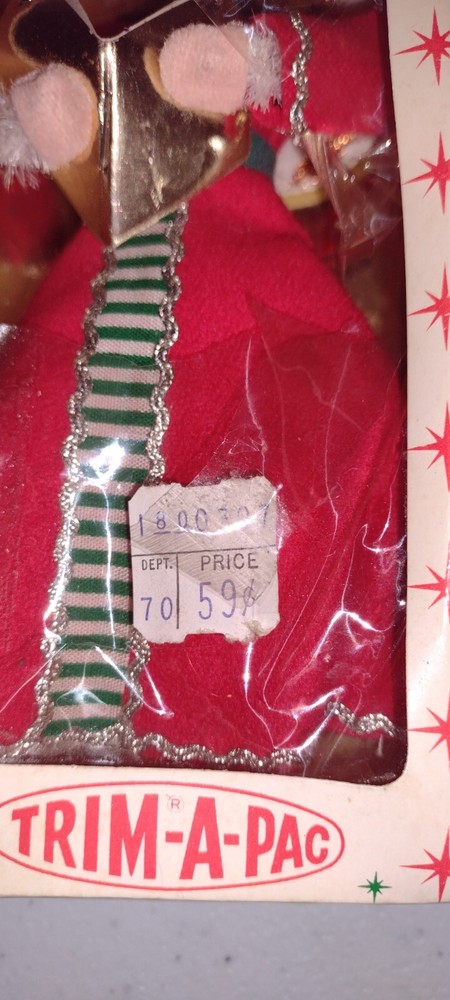 1800307
DEPT. PRICE
70 59¢
TRIM-A-PAC®